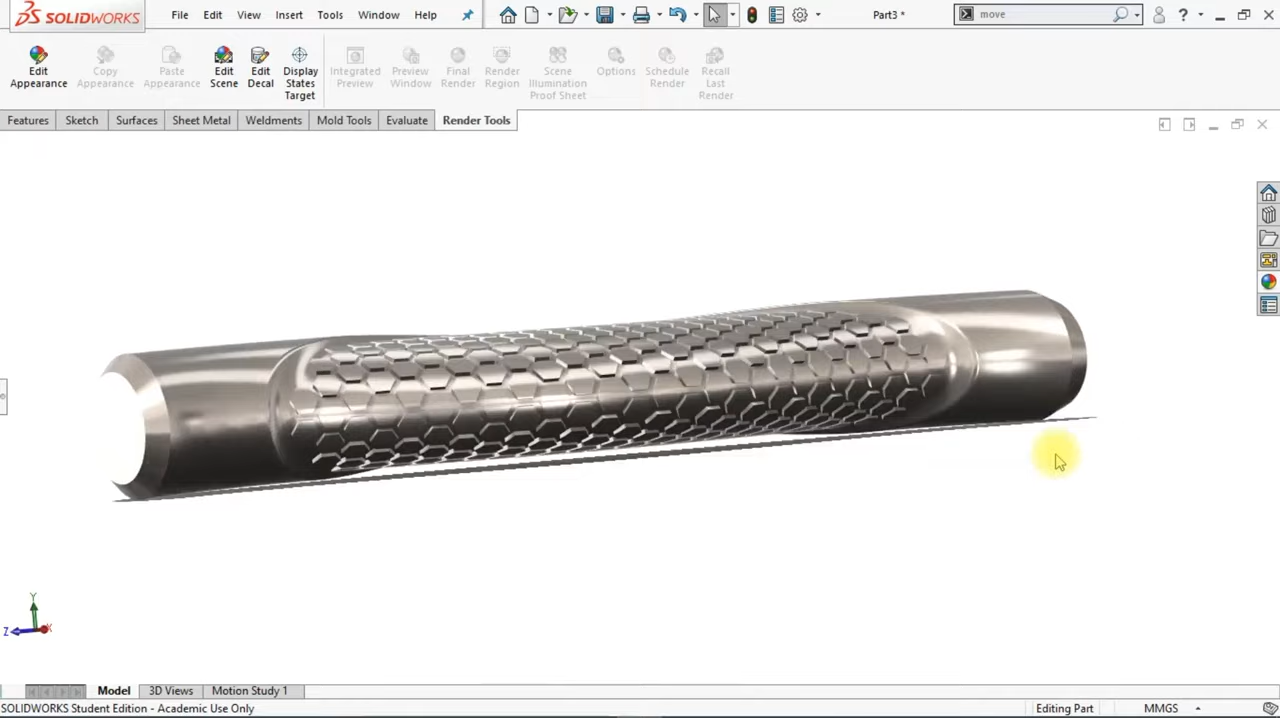 SOLIDWORKS File Edit View Insert Tools Window Help Part3 * move ?
Edit Appearance
Copy Appearance
Paste Appearance
Edit Scene
Edit Decal
Display States Target
Integrated Preview
Preview Window
Final Render
Render Region
Scene Illumination Proof Sheet
Options
Schedule Render
Recall Last Render
Features Sketch Surfaces Sheet Metal Weldments Mold Tools Evaluate Render Tools
Y
Z X
Model 3D Views Motion Study 1
SOLIDWORKS Student Edition - Academic Use Only Editing Part MMGS